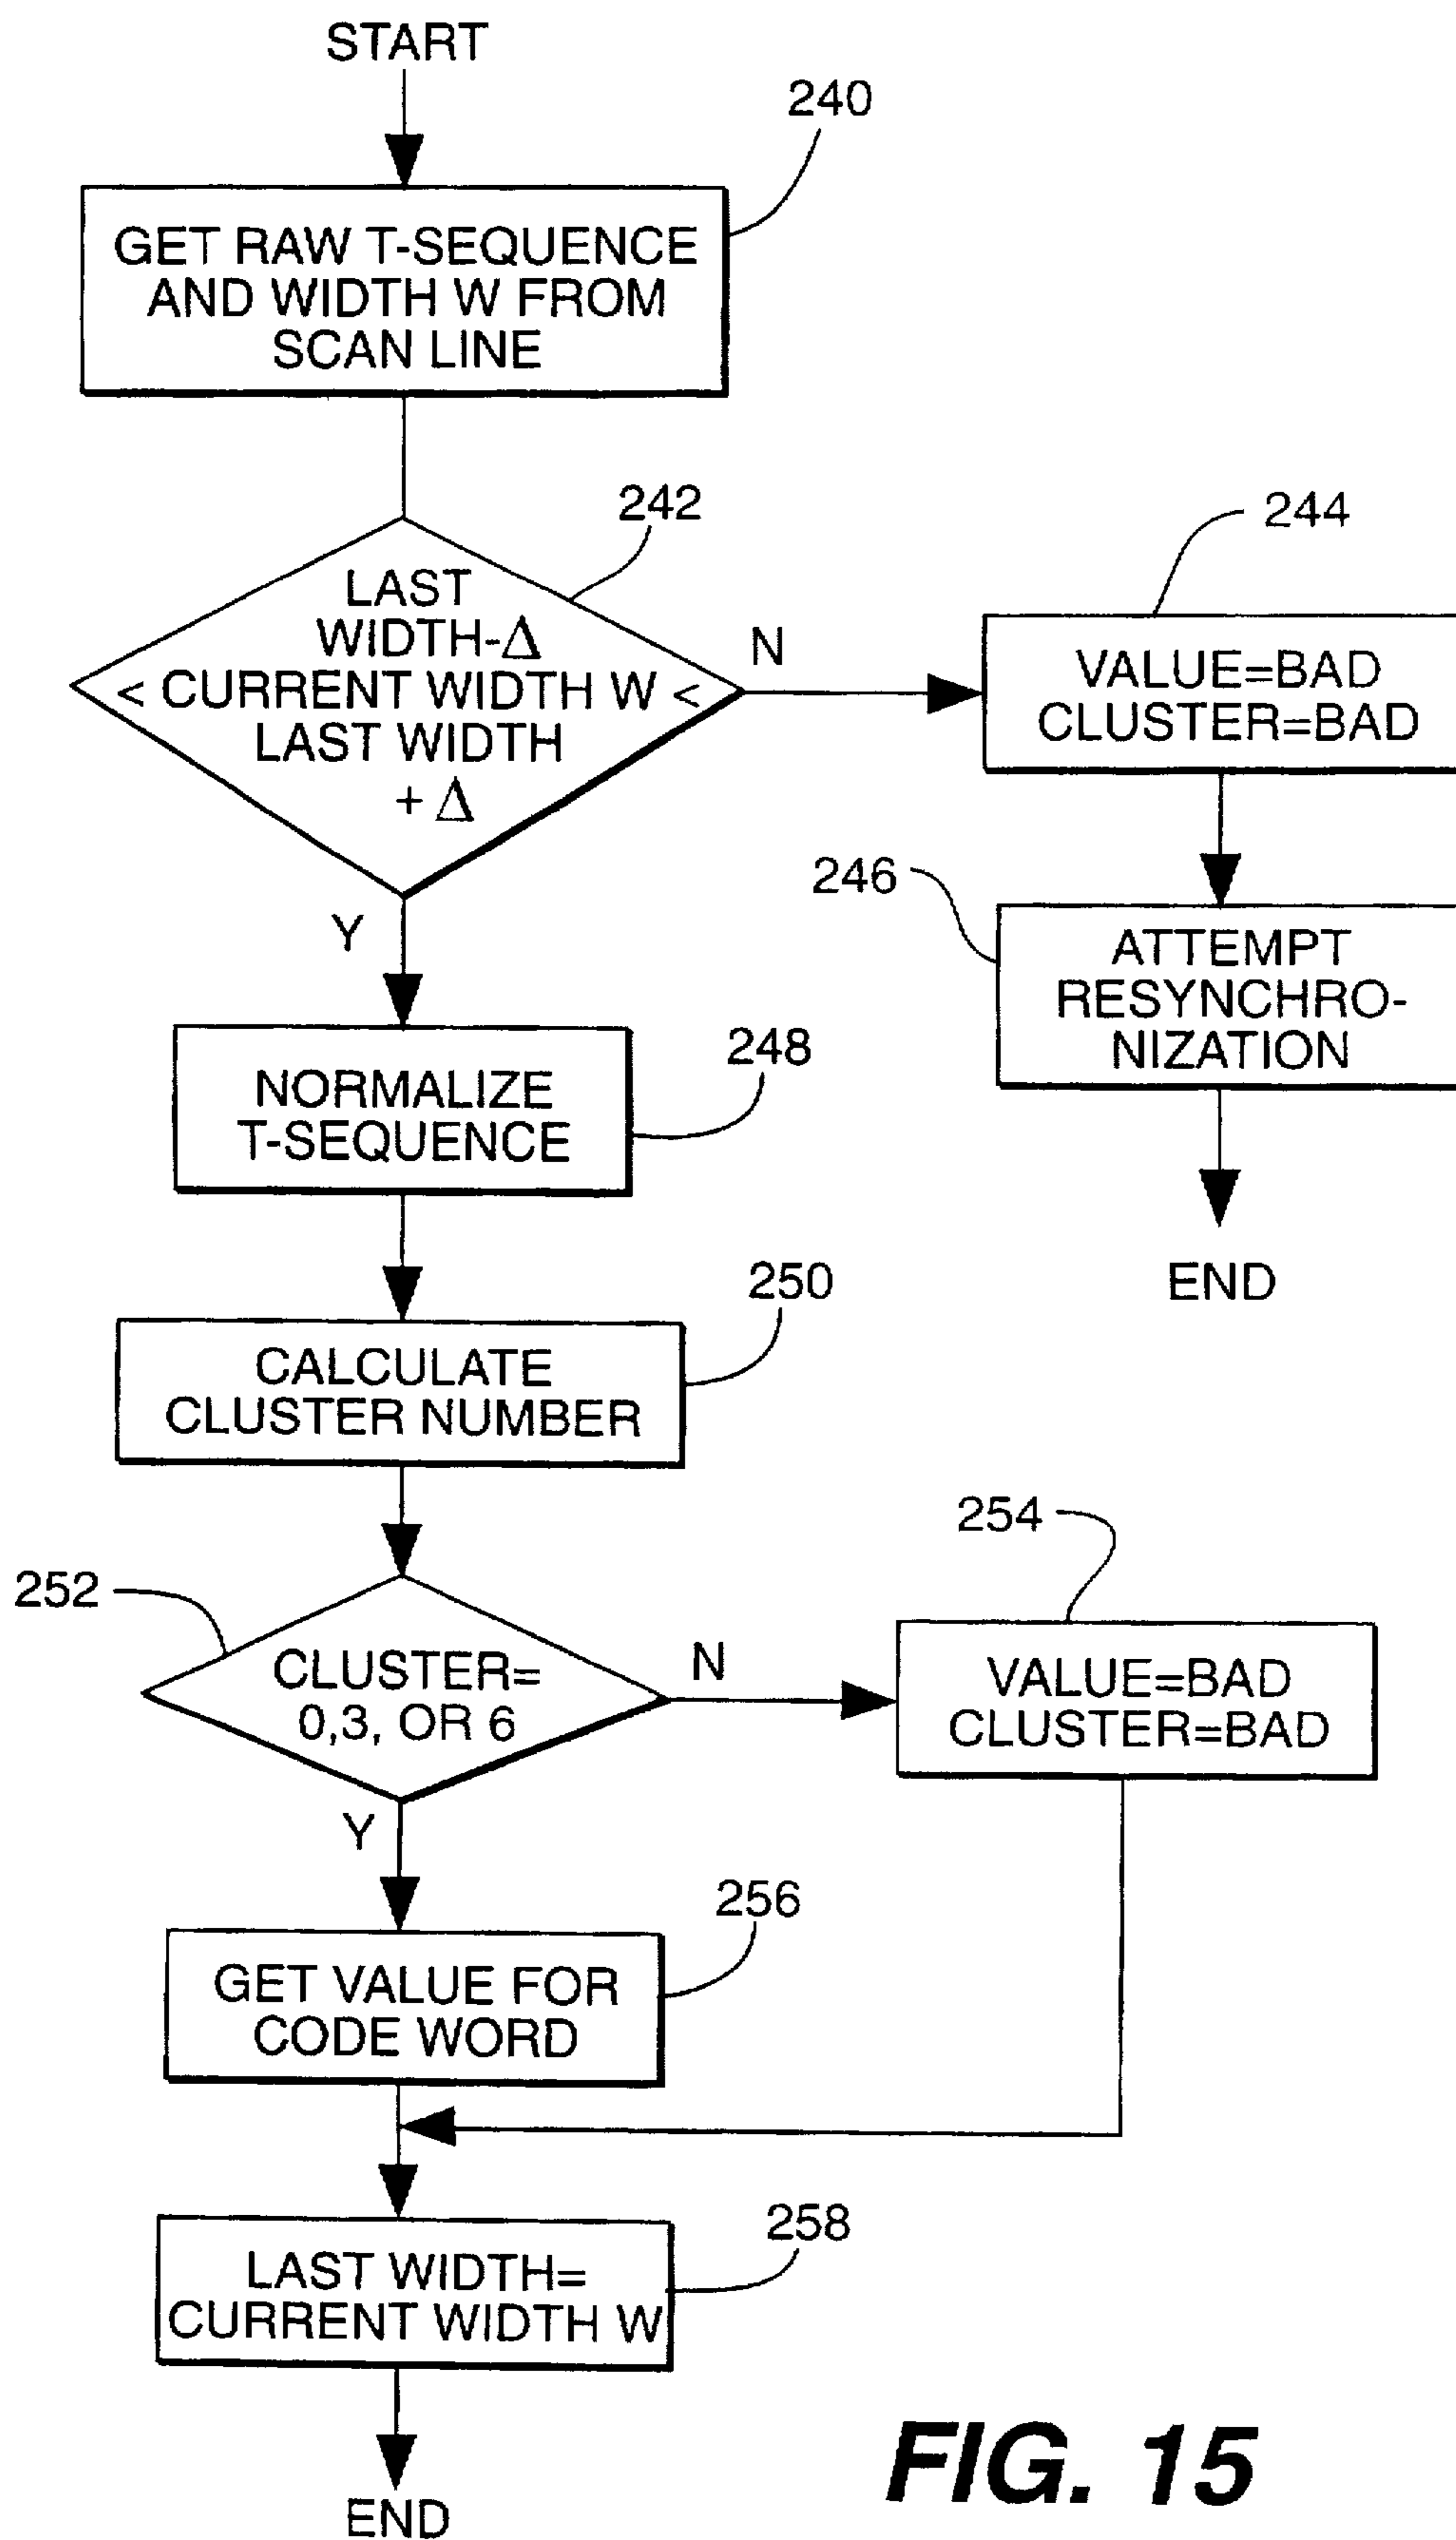 START
240
GET RAW T-SEQUENCE
AND WIDTH W FROM
SCAN LINE
242
LAST
WIDTH-Δ
< CURRENT WIDTH W <
LAST WIDTH
+ Δ
N
244
VALUE=BAD
CLUSTER=BAD
246
ATTEMPT
RESYNCHRO-
NIZATION
END
Y
248
NORMALIZE
T-SEQUENCE
250
CALCULATE
CLUSTER NUMBER
252
CLUSTER=
0,3, OR 6
N
254
VALUE=BAD
CLUSTER=BAD
Y
256
GET VALUE FOR
CODE WORD
258
LAST WIDTH=
CURRENT WIDTH W
END
FIG. 15